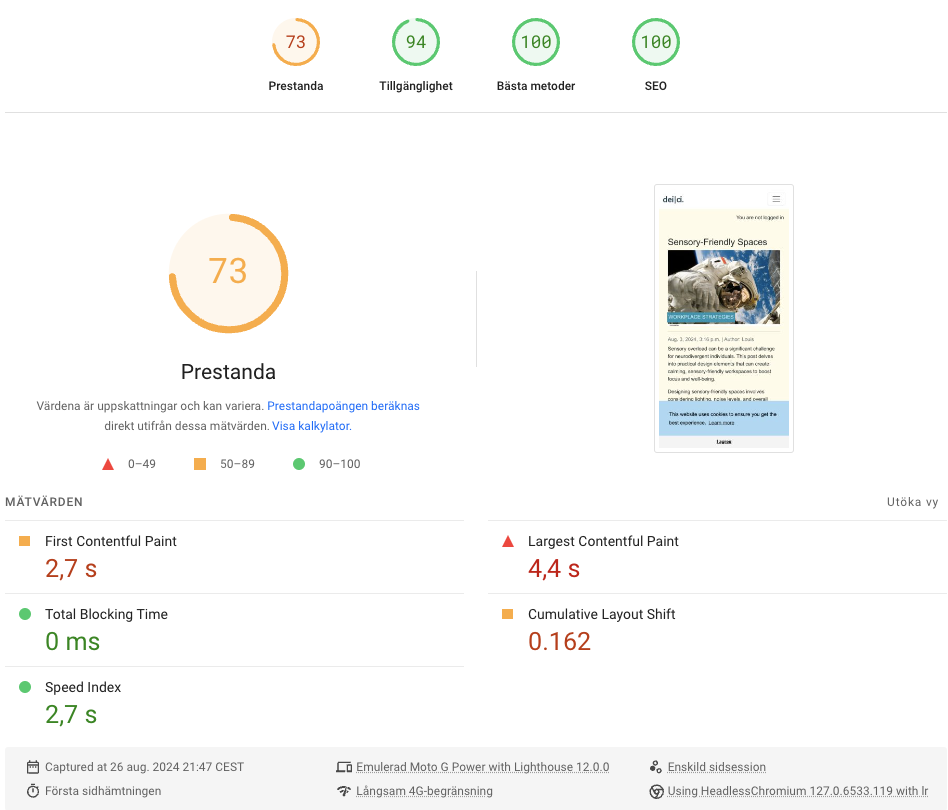 73
94
100
100
Prestanda
Tillgänglighet
Bästa metoder
SEO
73
Prestanda
Värdena är uppskattningar och kan variera. Prestandapoängen beräknas
direkt utifrån dessa mätvärden. Visa kalkylator.
0–49
50–89
90–100
dei|ci.
You are not logged in
Sensory-Friendly Spaces
WORKPLACE STRATEGIES
Aug. 3, 2024, 3:16 p.m. | Author: Louis
Sensory overload can be a significant challenge
for neurodivergent individuals. This post delves
into practical design elements that can create
calming, sensory-friendly workspaces to boost
focus and well-being.
Designing sensory-friendly spaces involves
considering lighting, noise levels, and overall
This website uses cookies to ensure you get the
best experience. Learn more
MÄTVÄRDEN
Utöka vy
First Contentful Paint
2,7 s
Largest Contentful Paint
4,4 s
Total Blocking Time
0 ms
Cumulative Layout Shift
0.162
Speed Index
2,7 s
Captured at 26 aug. 2024 21:47 CEST
Emulerad Moto G Power with Lighthouse 12.0.0
Enskild sidsession
Första sidhämtningen
Långsam 4G-begränsning
Using HeadlessChromium 127.0.6533.119 with lr